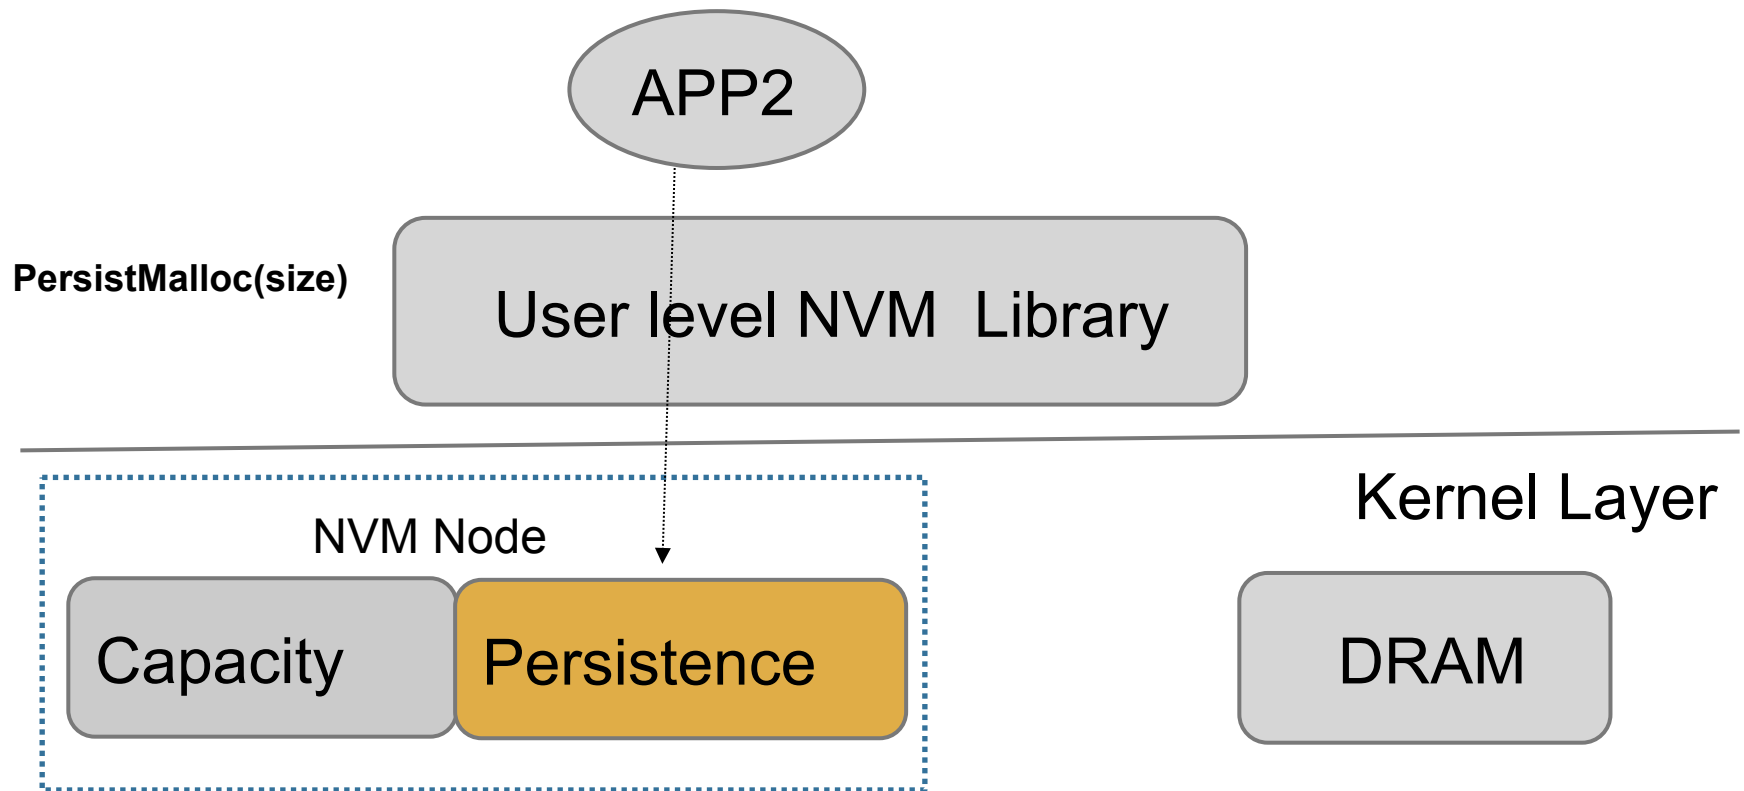 APP2
PersistMalloc(size)
User level NVM  Library
Kernel Layer
NVM Node
Capacity
Persistence
DRAM